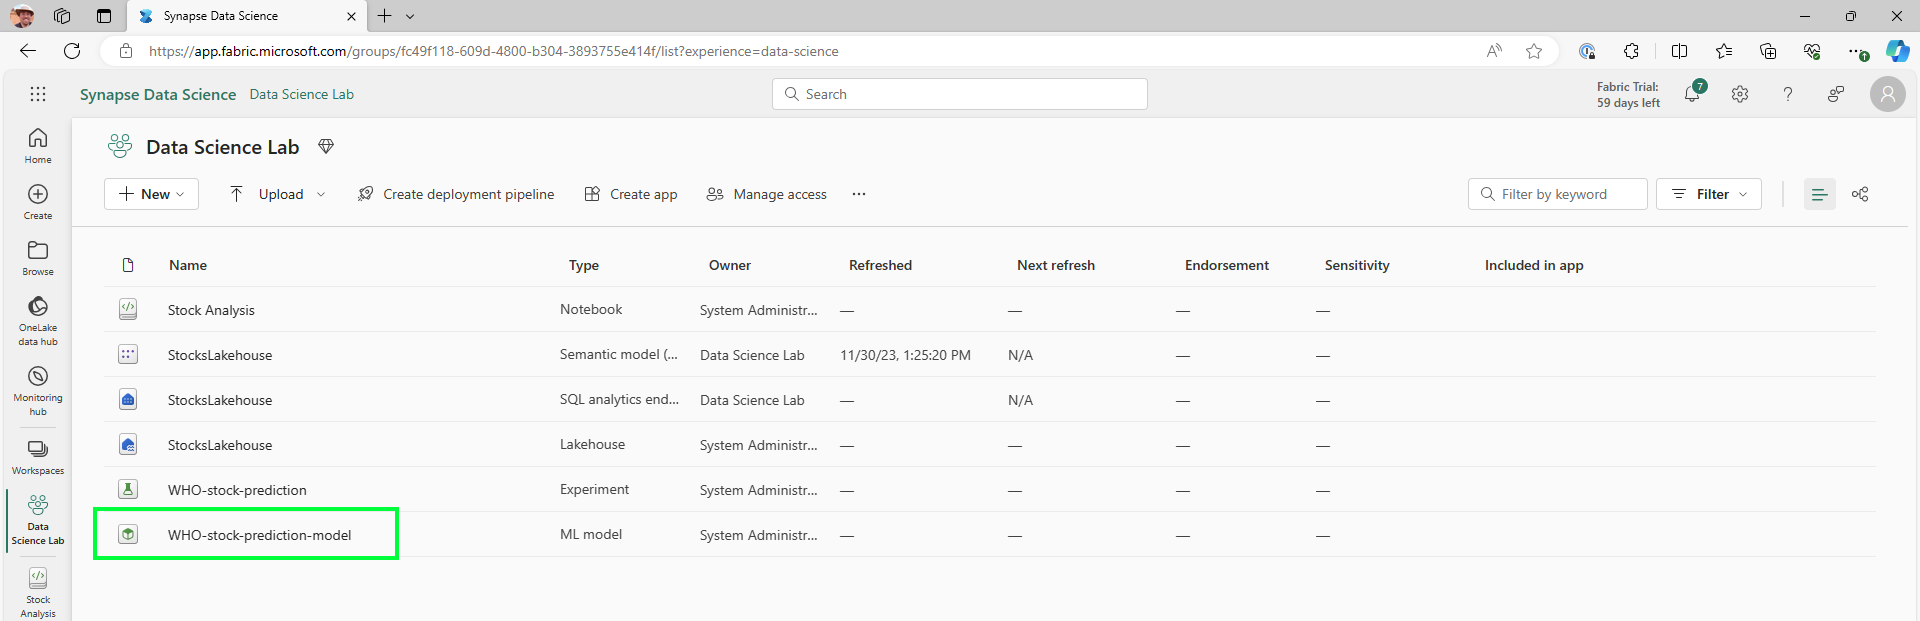 Synapse Data Science
https://app.fabric.microsoft.com/groups/fc49f118-609d-4800-b304-3893755e414f/list?experience=data-science
Synapse Data Science Data Science Lab
Search
Fabric Trial:
59 days left
7
Home
Create
Browse
OneLake
data hub
Monitoring
hub
Workspaces
Data
Science Lab
Stock
Analysis
Data Science Lab
New Upload Create deployment pipeline Create app Manage access ... Filter by keyword Filter
Name Type Owner Refreshed Next refresh Endorsement Sensitivity Included in app
Stock Analysis Notebook System Administr... — — — —
StocksLakehouse Semantic model (... Data Science Lab 11/30/23, 1:25:20 PM N/A — —
StocksLakehouse SQL analytics end... Data Science Lab — N/A — —
StocksLakehouse Lakehouse System Administr... — — — —
WHO-stock-prediction Experiment System Administr... — — — —
WHO-stock-prediction-model ML model System Administr... — — — —